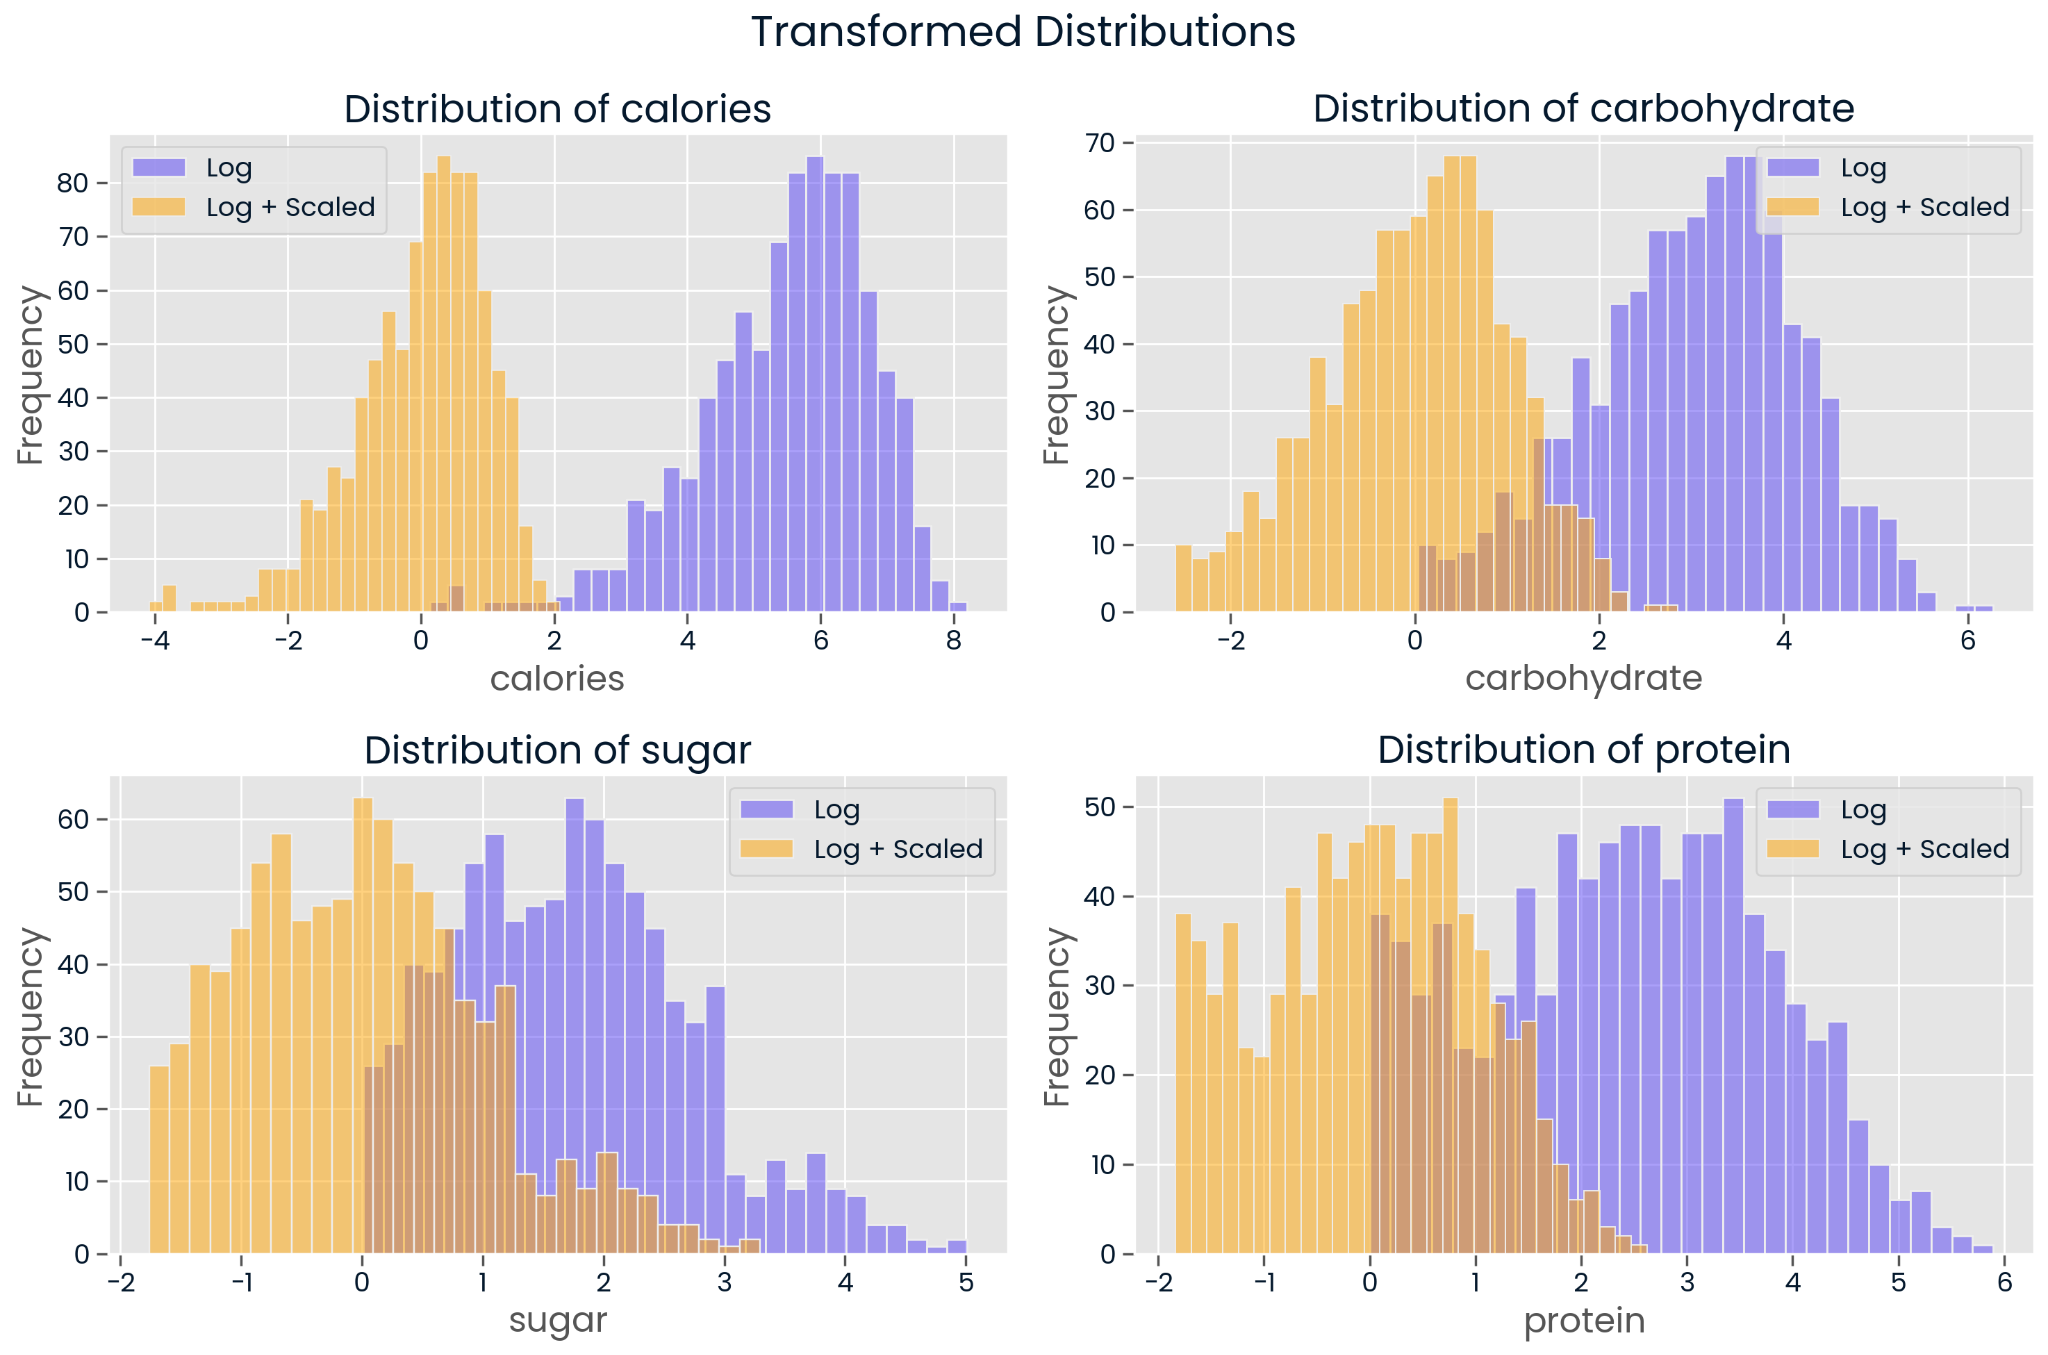 Transformed Distributions
Distribution of calories
Log
Log + Scaled
Frequency
80
70
60
50
40
30
20
10
0
−4 −2 0 2 4 6 8
calories
Distribution of carbohydrate
Log
Log + Scaled
Frequency
70
60
50
40
30
20
10
0
−2 0 2 4 6
carbohydrate
Distribution of sugar
Log
Log + Scaled
Frequency
60
50
40
30
20
10
0
−2 −1 0 1 2 3 4 5
sugar
Distribution of protein
Log
Log + Scaled
Frequency
50
40
30
20
10
0
−2 −1 0 1 2 3 4 5 6
protein